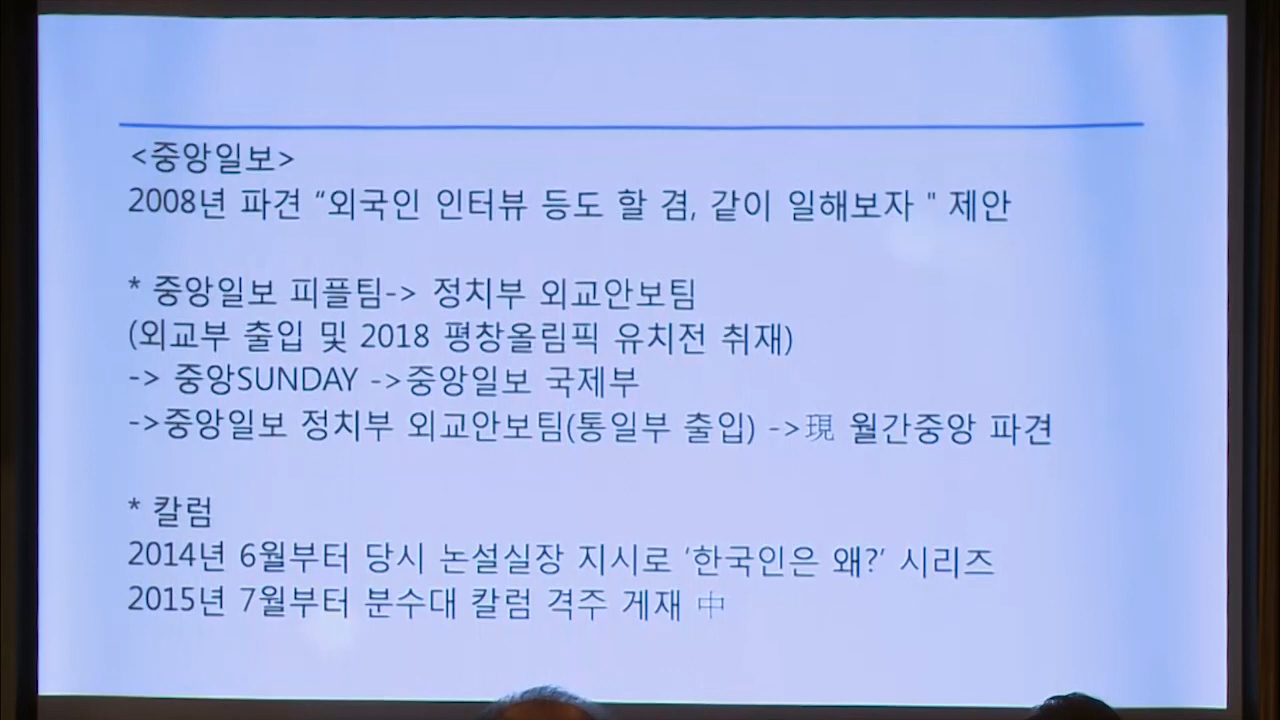 <중앙일보>
2008년 파견 “외국인 인터뷰 등도 할 겸, 같이 일해보자 " 제안
* 중앙일보 피플팀-> 정치부 외교안보팀
(외교부 출입 및 2018 평창올림픽 유치전 취재)
-> 중앙SUNDAY ->중앙일보 국제부
->중앙일보 정치부 외교안보팀(통일부 출입) ->現 월간중앙 파견
* 칼럼
2014년 6월부터 당시 논설실장 지시로 ‘한국인은 왜?’ 시리즈
2015년 7월부터 분수대 칼럼 격주 게재 中